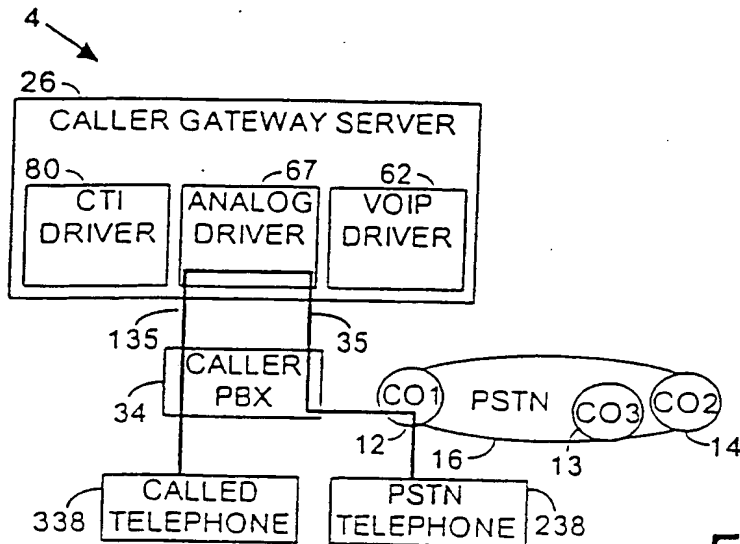 4
26
CALLER GATEWAY SERVER
80
67
62
CTI
DRIVER
ANALOG
DRIVER
VOIP
DRIVER
135
35
CALLER
PBX
34
CO1
PSTN
CO3
CO2
12
16
13
14
CALLED
TELEPHONE
338
PSTN
TELEPHONE
238